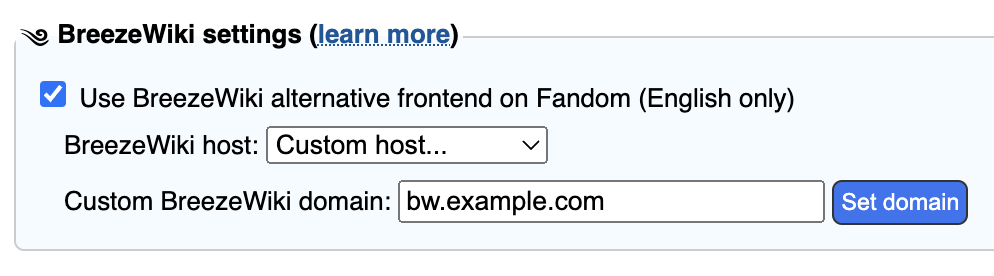 BreezeWiki settings (learn more)
Use BreezeWiki alternative frontend on Fandom (English only)
BreezeWiki host: Custom host...
Custom BreezeWiki domain: bw.example.com Set domain